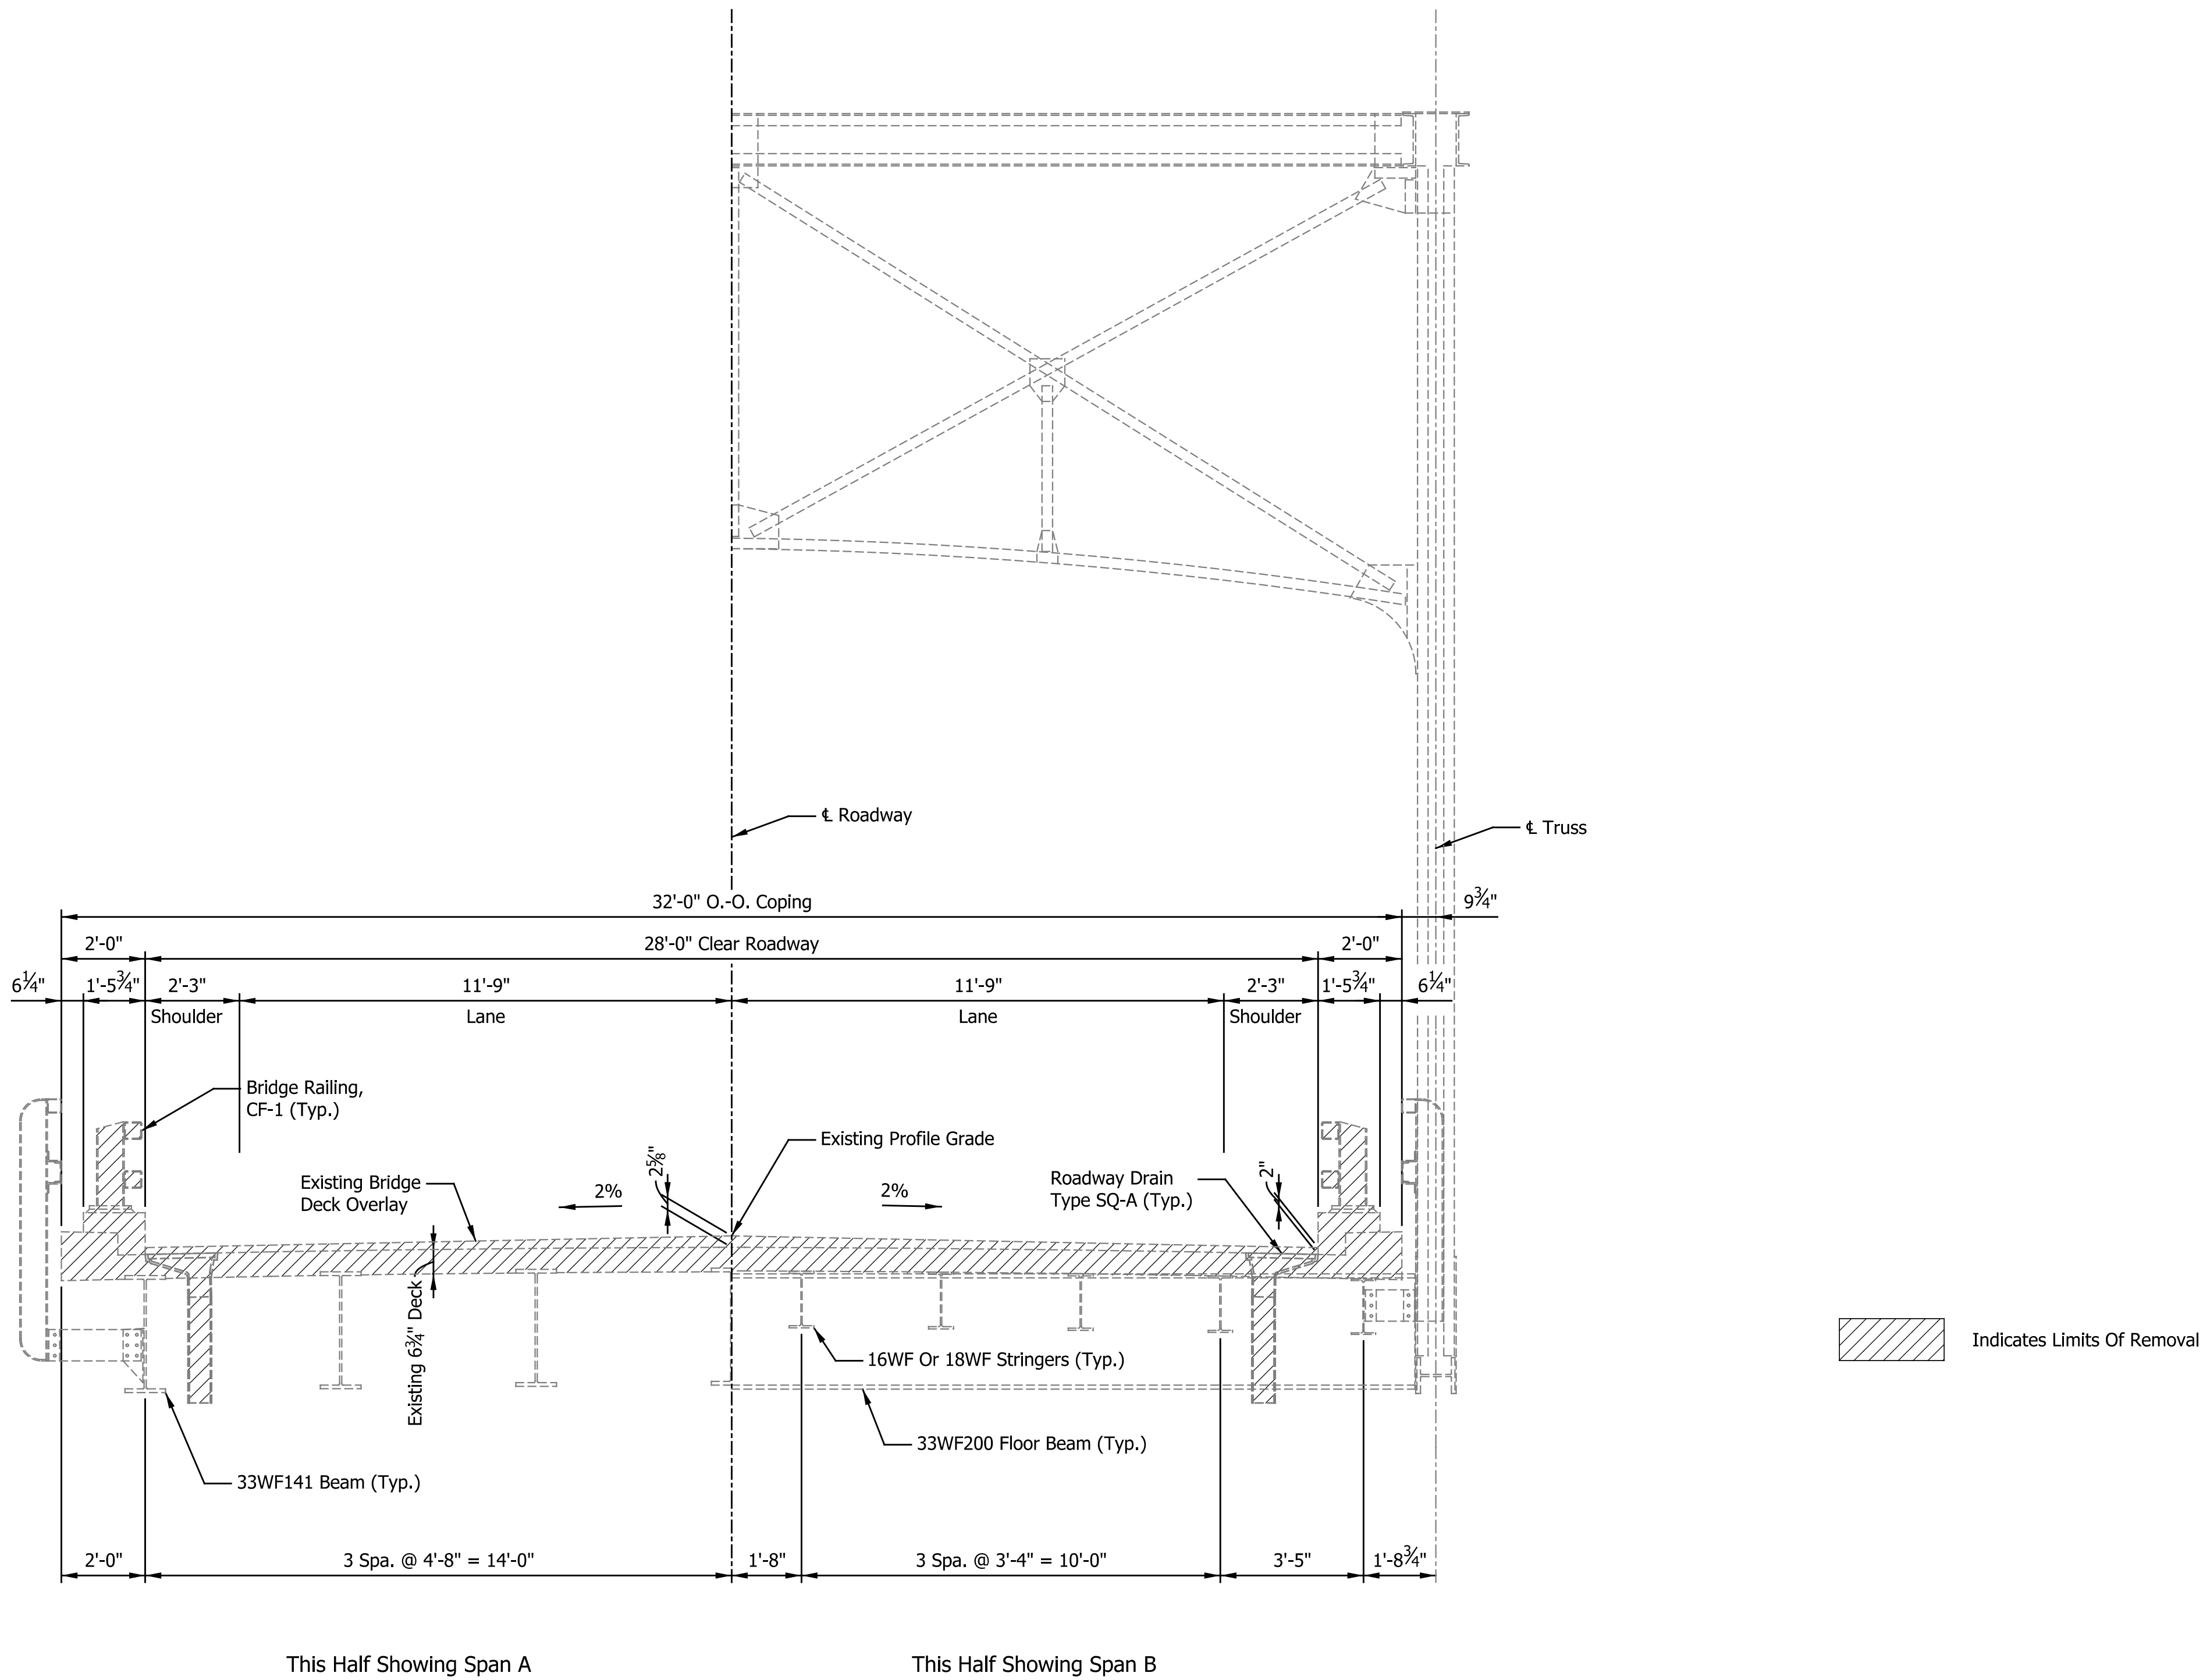 ℄ Roadway
℄ Truss
32'-0" O.-O. Coping
9¾"
2'-0"
28'-0" Clear Roadway
2'-0"
6¼"
1'-5¾"
2'-3"
11'-9"
11'-9"
2'-3"
1'-5¾"
6¼"
Shoulder
Lane
Lane
Shoulder
Bridge Railing,
CF-1 (Typ.)
Existing Profile Grade
Existing Bridge
Deck Overlay
2%
2⅝"
2%
Roadway Drain
Type SQ-A (Typ.)
2"
Existing 6¾" Deck
16WF Or 18WF Stringers (Typ.)
Indicates Limits Of Removal
33WF200 Floor Beam (Typ.)
33WF141 Beam (Typ.)
2'-0"
3 Spa. @ 4'-8" = 14'-0"
1'-8"
3 Spa. @ 3'-4" = 10'-0"
3'-5"
1'-8¾"
This Half Showing Span A
This Half Showing Span B